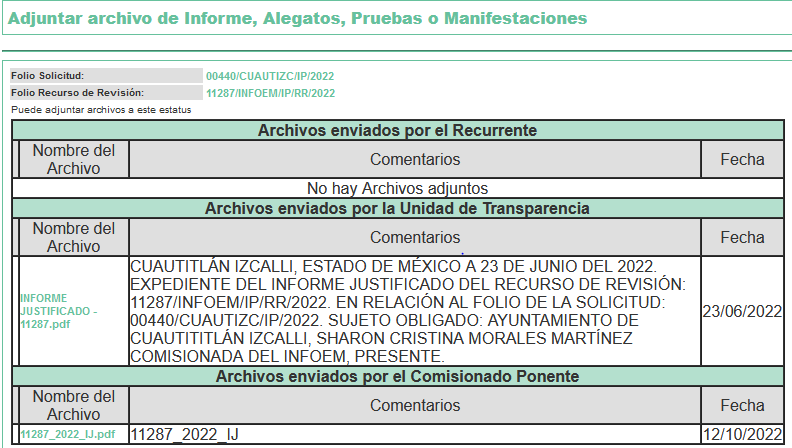 Adjuntar archivo de Informe, Alegatos, Pruebas o Manifestaciones
Folio Solicitud: 00440/CUAUTIZC/IP/2022
Folio Recurso de Revisión: 11287/INFOEM/IP/RR/2022
Puede adjuntar archivos a este estatus
Archivos enviados por el Recurrente
Nombre del Archivo Comentarios Fecha
No hay Archivos adjuntos
Archivos enviados por la Unidad de Transparencia
Nombre del Archivo Comentarios Fecha
INFORME
JUSTIFICADO -
11287.pdf
CUAUTITLÁN IZCALLI, ESTADO DE MÉXICO A 23 DE JUNIO DEL 2022.
EXPEDIENTE DEL INFORME JUSTIFICADO DEL RECURSO DE REVISIÓN:
11287/INFOEM/IP/RR/2022. EN RELACIÓN AL FOLIO DE LA SOLICITUD:
00440/CUAUTIZC/IP/2022. SUJETO OBLIGADO: AYUNTAMIENTO DE
CUAUTITITLÁN IZCALLI, SHARON CRISTINA MORALES MARTÍNEZ
COMISIONADA DEL INFOEM, PRESENTE.
23/06/2022
Archivos enviados por el Comisionado Ponente
Nombre del Archivo Comentarios Fecha
11287_2022_IJ.pdf 11287_2022_IJ 12/10/2022